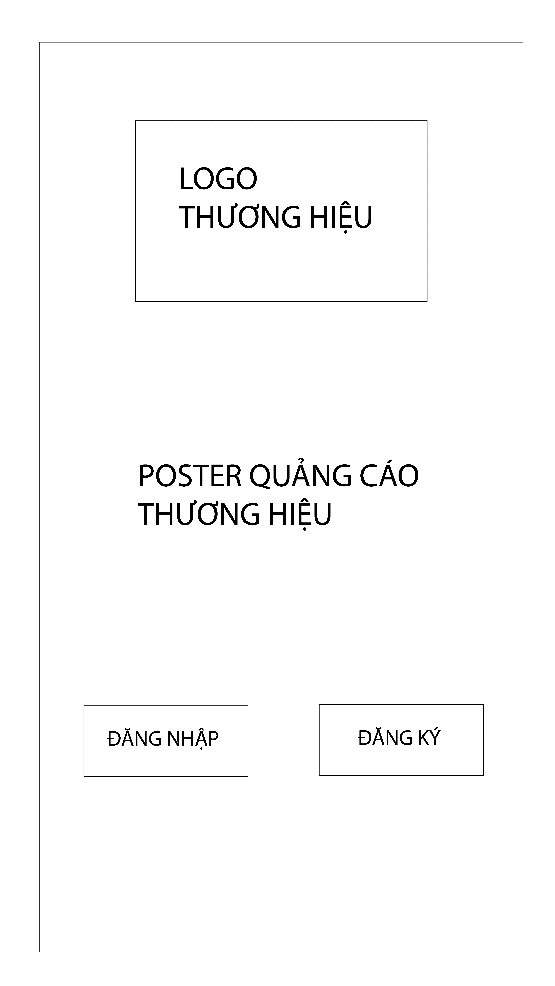 LOGO
THƯƠNG HIỆU
POSTER QUẢNG CÁO
THƯƠNG HIỆU
ĐĂNG NHẬP
ĐĂNG KÝ